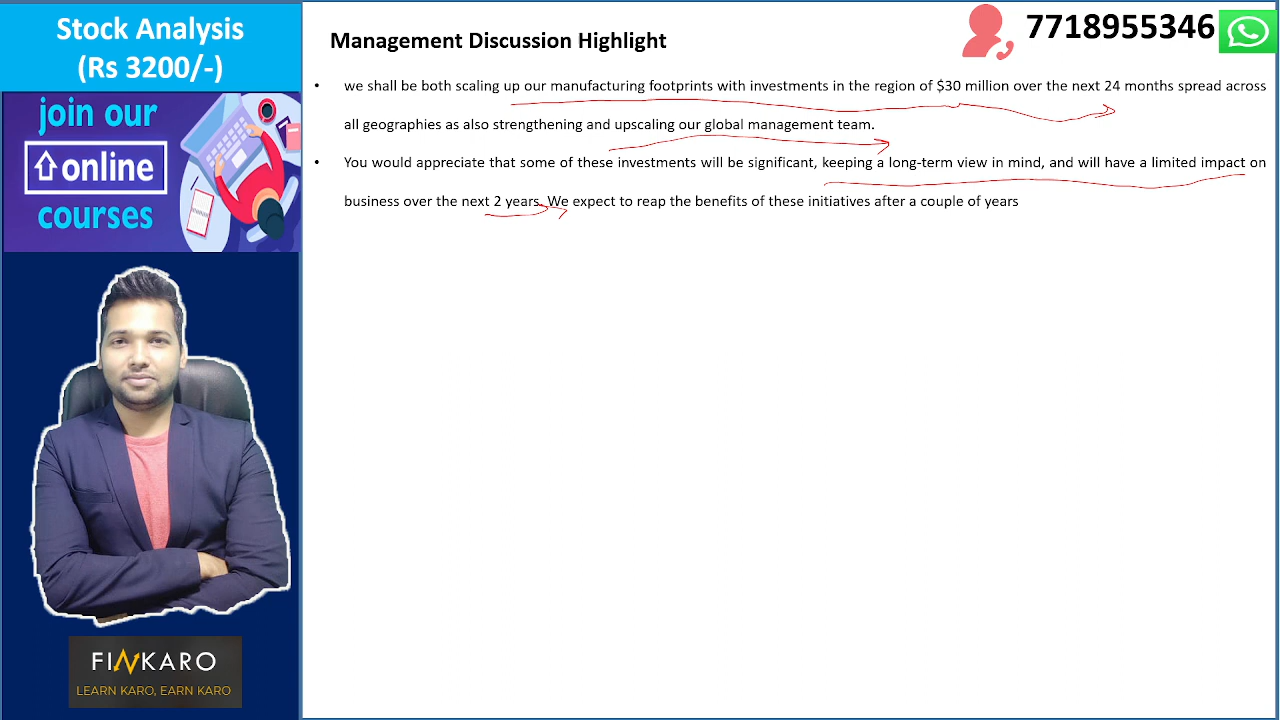 Stock Analysis
(Rs 3200/-)
join our
online
courses
FINKARO
LEARN KARO, EARN KARO
7718955346
Management Discussion Highlight
• we shall be both scaling up our manufacturing footprints with investments in the region of $30 million over the next 24 months spread across
all geographies as also strengthening and upscaling our global management team.
• You would appreciate that some of these investments will be significant, keeping a long-term view in mind, and will have a limited impact on
business over the next 2 years. We expect to reap the benefits of these initiatives after a couple of years